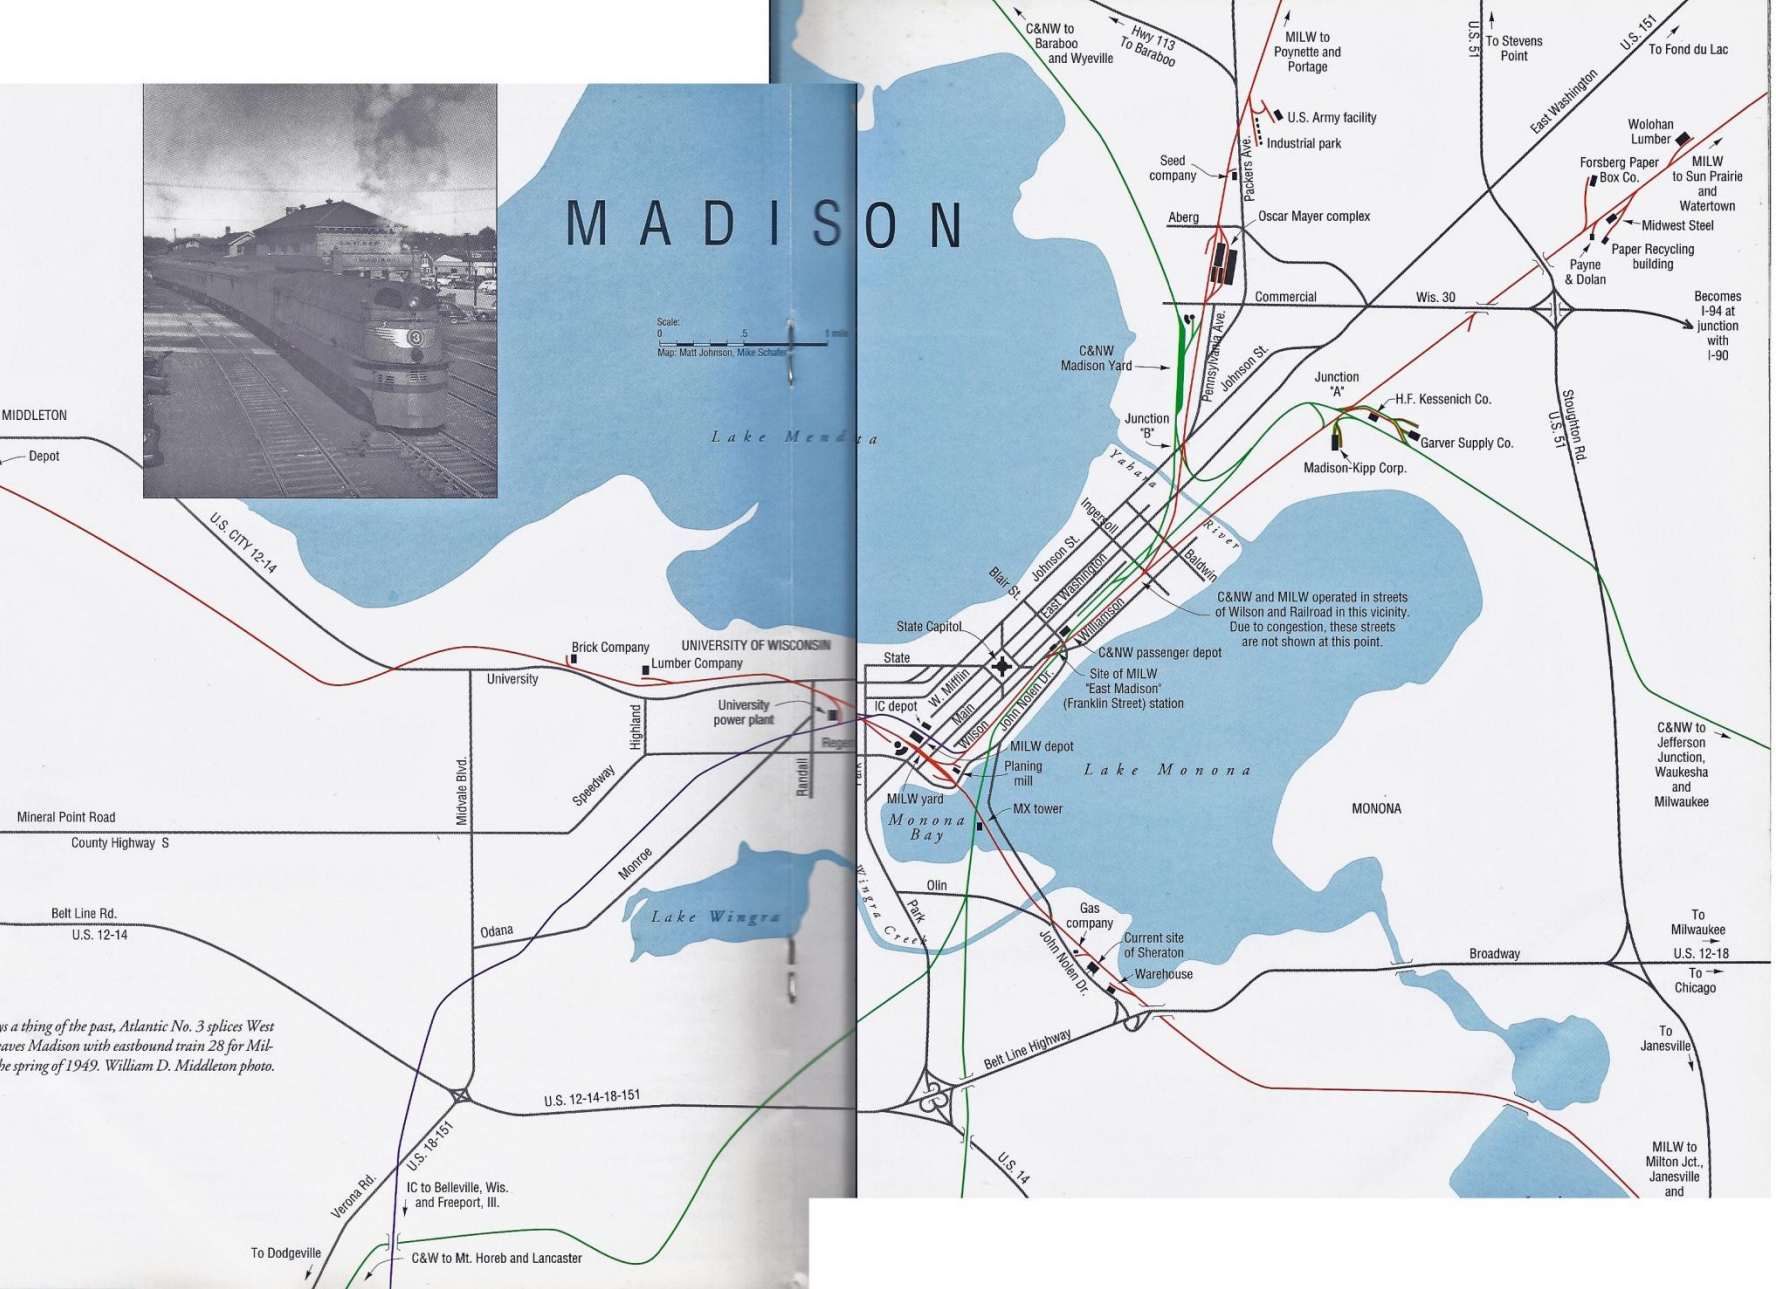 MADISON
C&NW to
Baraboo
and Wyeville
Hwy 113
To Baraboo
MILW to
Poynette and
Portage
U.S. 51
To Stevens
Point
U.S. 151
To Fond du Lac
East Washington
U.S. Army facility
Industrial park
Packers Ave.
Seed
company
Aberg
Oscar Mayer complex
Wolohan
Lumber
Forsberg Paper
Box Co.
MILW
to Sun Prairie
and
Watertown
Midwest Steel
Paper Recycling
building
Payne
& Dolan
Commercial
Wis. 30
Becomes
I-94 at
junction
with
I-90
Scale:
0 .5 1 mile
Map: Matt Johnson, Mike Schafer
C&NW
Madison Yard
Pennsylvania Ave.
Johnson St.
Junction
"A"
H.F. Kessenich Co.
Garver Supply Co.
Madison-Kipp Corp.
Junction
"B"
Stoughton Rd.
U.S. 51
3
MIDDLETON
Depot
Lake Mendota
Yahara
River
U.S. CITY 12-14
Ingersoll
Baldwin
Johnson St.
Blair St.
East Washington
Williamson
C&NW and MILW operated in streets
of Wilson and Railroad in this vicinity.
Due to congestion, these streets
are not shown at this point.
State Capitol
C&NW passenger depot
Site of MILW
"East Madison"
(Franklin Street) station
Brick Company
UNIVERSITY OF WISCONSIN
Lumber Company
State
University
W. Mifflin
Main
Wilson
John Nolen Dr.
IC depot
University
power plant
Highland
Randall
MILW depot
Planing
mill
MILW yard
MX tower
Lake Monona
Monona
Bay
MONONA
C&NW to
Jefferson
Junction,
Waukesha
and
Milwaukee
Midvale Blvd.
Speedway
Mineral Point Road
County Highway S
Monroe
Lake Wingra
Wingra Creek
Olin
Park
Belt Line Rd.
U.S. 12-14
Odana
Gas
company
Current site
of Sheraton
Warehouse
John Nolen Dr.
Broadway
To
Milwaukee
U.S. 12-18
To
Chicago
To
Janesville
Belt Line Highway
s a thing of the past, Atlantic No. 3 splices West
eaves Madison with eastbound train 28 for Mil-
he spring of 1949. William D. Middleton photo.
U.S. 12-14-18-151
U.S. 18-151
Verona Rd.
U.S. 14
MILW to
Milton Jct.,
Janesville
and
IC to Belleville, Wis.
and Freeport, Ill.
To Dodgeville
C&W to Mt. Horeb and Lancaster